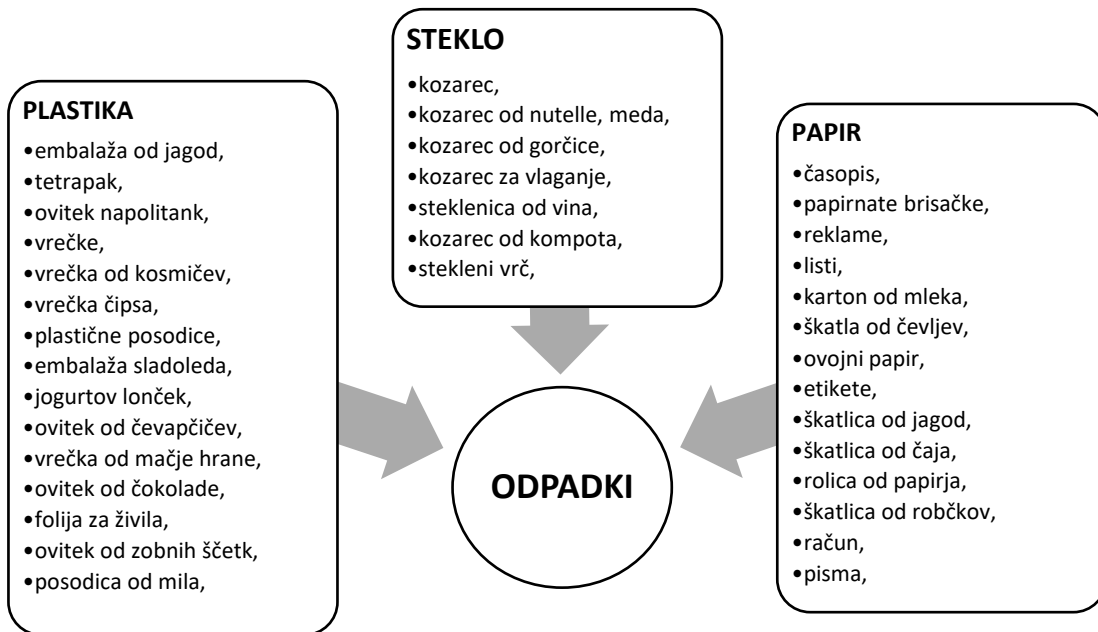 PLASTIKA
•embalaža od jagod,
•tetrapak,
•ovitek napolitank,
•vrečke,
•vrečka od kosmičev,
•vrečka čipsa,
•plastične posodice,
•embalaža sladoleda,
•jogurtov lonček,
•ovitek od čevapčičev,
•vrečka od mačje hrane,
•ovitek od čokolade,
•folija za živila,
•ovitek od zobnih ščetk,
•posodica od mila,
STEKLO
•kozarec,
•kozarec od nutelle, meda,
•kozarec od gorčice,
•kozarec za vlaganje,
•steklenica od vina,
•kozarec od kompota,
•stekleni vrč,
PAPIR
•časopis,
•papirnate brisačke,
•reklame,
•listi,
•karton od mleka,
•škatla od čevljev,
•ovojni papir,
•etikete,
•škatlica od jagod,
•škatlica od čaja,
•rolica od papirja,
•škatlica od robčkov,
•račun,
•pisma,
ODPADKI